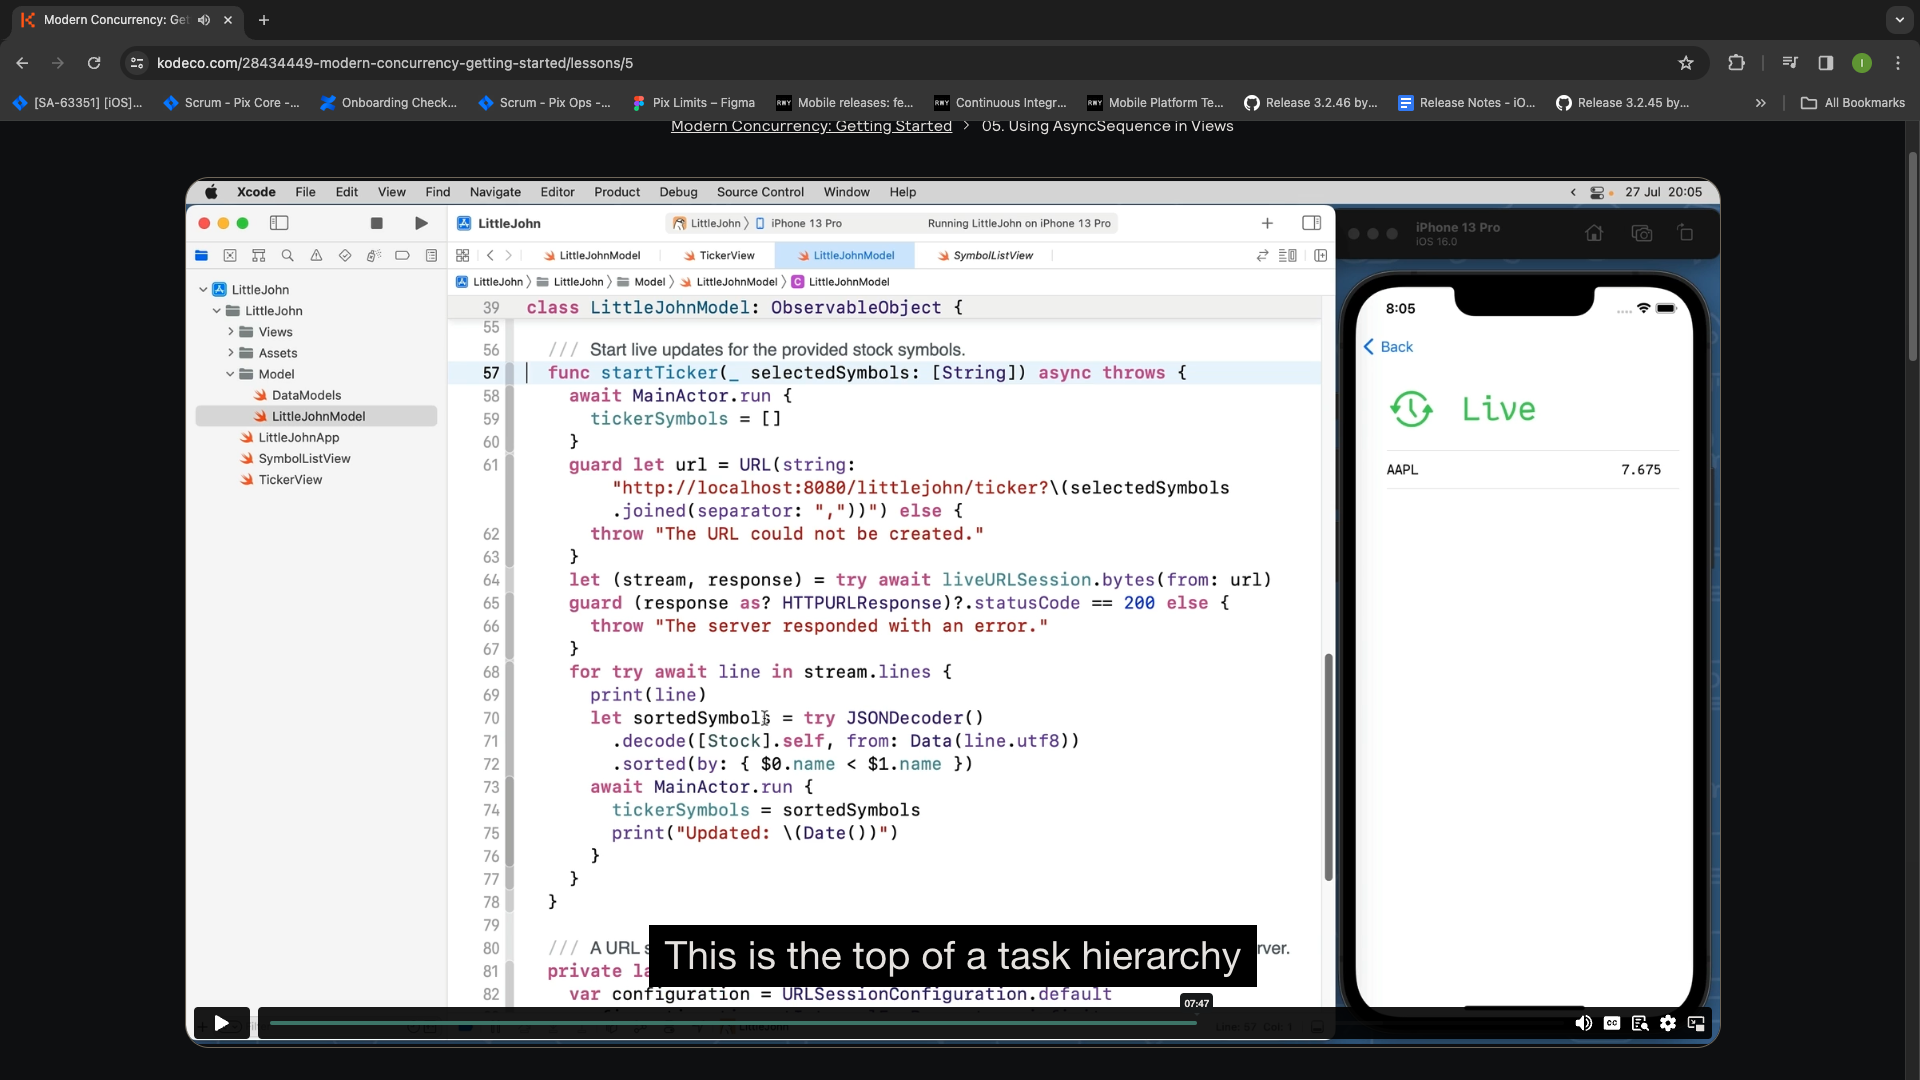 Modern Concurrency: Get
kodeco.com/28434449-modern-concurrency-getting-started/lessons/5
[SA-63351] [iOS]...
Scrum - Pix Core -...
Onboarding Check...
Scrum - Pix Ops -...
Pix Limits – Figma
RWY Mobile releases: fe...
RWY Continuous Integr...
RWY Mobile Platform Te...
Release 3.2.46 by...
Release Notes - iO...
Release 3.2.45 by...
»
All Bookmarks
Modern Concurrency: Getting Started > 05. Using AsyncSequence in Views
Xcode File Edit View Find Navigate Editor Product Debug Source Control Window Help
27 Jul 20:05
LittleJohn
LittleJohn 〉 iPhone 13 Pro
Running LittleJohn on iPhone 13 Pro
LittleJohnModel
TickerView
LittleJohnModel
SymbolListView
LittleJohn 〉 LittleJohn 〉 Model 〉 LittleJohnModel 〉 C LittleJohnModel
LittleJohn
LittleJohn
Views
Assets
Model
DataModels
LittleJohnModel
LittleJohnApp
SymbolListView
TickerView
39 class LittleJohnModel: ObservableObject {
55
56 /// Start live updates for the provided stock symbols.
57 func startTicker(_ selectedSymbols: [String]) async throws {
58 await MainActor.run {
59 tickerSymbols = []
60 }
61 guard let url = URL(string:
"http://localhost:8080/littlejohn/ticker?\(selectedSymbols
.joined(separator: ","))") else {
62 throw "The URL could not be created."
63 }
64 let (stream, response) = try await liveURLSession.bytes(from: url)
65 guard (response as? HTTPURLResponse)?.statusCode == 200 else {
66 throw "The server responded with an error."
67 }
68 for try await line in stream.lines {
69 print(line)
70 let sortedSymbols = try JSONDecoder()
71 .decode([Stock].self, from: Data(line.utf8))
72 .sorted(by: { $0.name < $1.name })
73 await MainActor.run {
74 tickerSymbols = sortedSymbols
75 print("Updated: \(Date())")
76 }
77 }
78 }
79
80 /// A URL
81 private
82 var configuration = URLSessionConfiguration.default
This is the top of a task hierarchy
07:47
CC
iPhone 13 Pro
iOS 16.0
8:05
Back
Live
AAPL 7.675